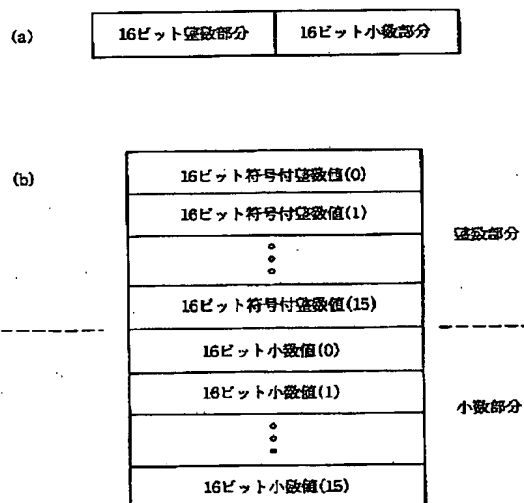 (a)
16ビット整数部分 16ビット小数部分
(b)
16ビット符号付整数値(0)
16ビット符号付整数値(1)
整数部分
16ビット符号付整数値(15)
16ビット小数値(0)
16ビット小数値(1)
小数部分
16ビット小数値(15)